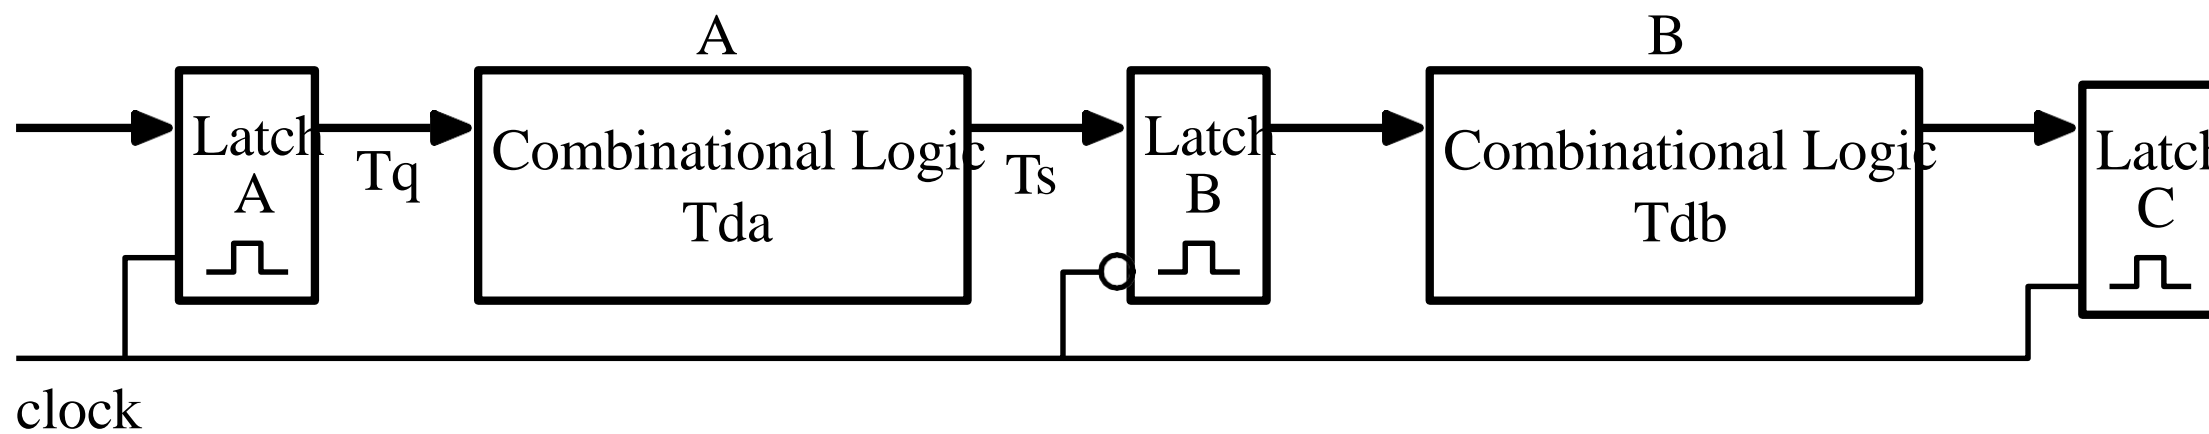 A
B
Latch
A
Tq
Combinational Logic
Tda
Ts
Latch
B
Combinational Logic
Tdb
Latch
C
clock